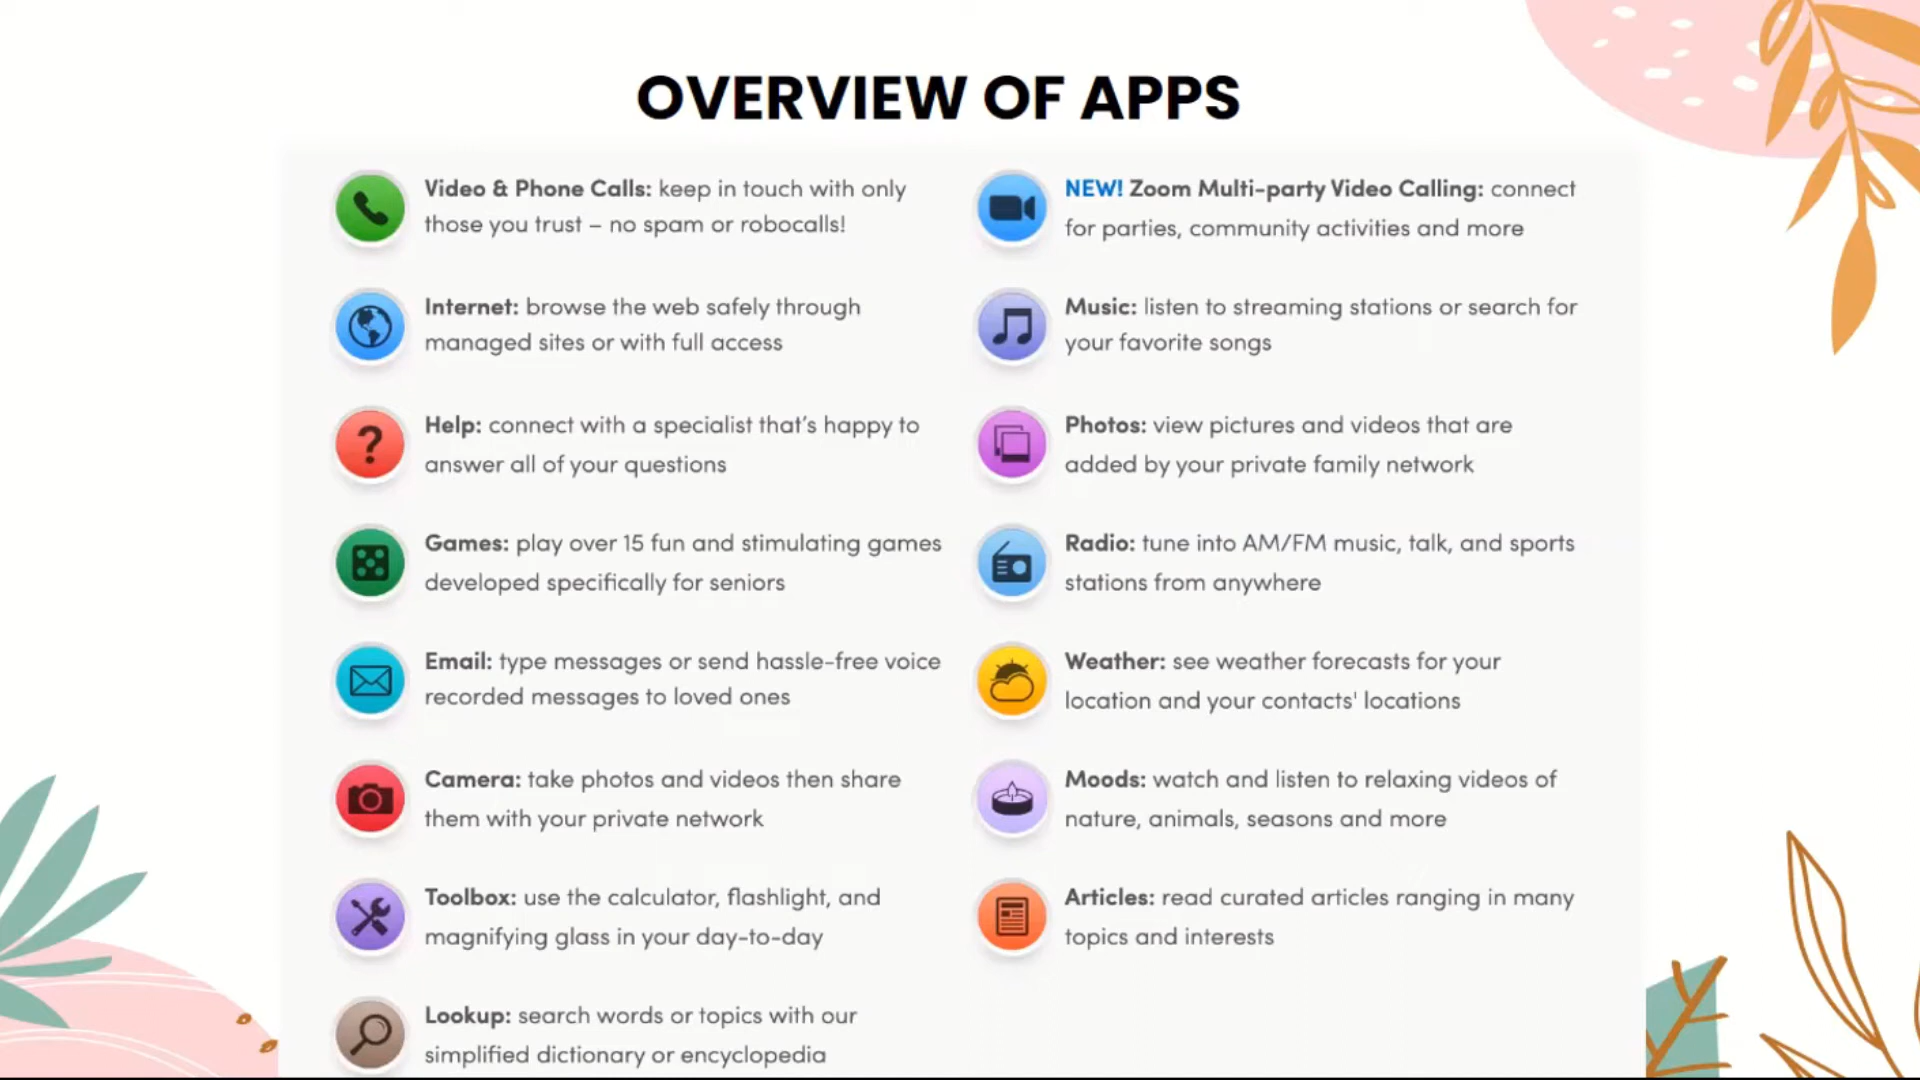 OVERVIEW OF APPS
Video & Phone Calls: keep in touch with only
those you trust – no spam or robocalls!
Internet: browse the web safely through
managed sites or with full access
Help: connect with a specialist that’s happy to
answer all of your questions
Games: play over 15 fun and stimulating games
developed specifically for seniors
Email: type messages or send hassle-free voice
recorded messages to loved ones
Camera: take photos and videos then share
them with your private network
Toolbox: use the calculator, flashlight, and
magnifying glass in your day-to-day
Lookup: search words or topics with our
simplified dictionary or encyclopedia
NEW! Zoom Multi-party Video Calling: connect
for parties, community activities and more
Music: listen to streaming stations or search for
your favorite songs
Photos: view pictures and videos that are
added by your private family network
Radio: tune into AM/FM music, talk, and sports
stations from anywhere
Weather: see weather forecasts for your
location and your contacts' locations
Moods: watch and listen to relaxing videos of
nature, animals, seasons and more
Articles: read curated articles ranging in many
topics and interests